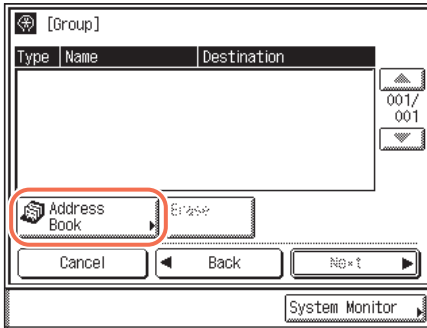 [Group]
Type Name Destination
001/
001
Address
Book
Erase
Cancel
Back
Next
System Monitor